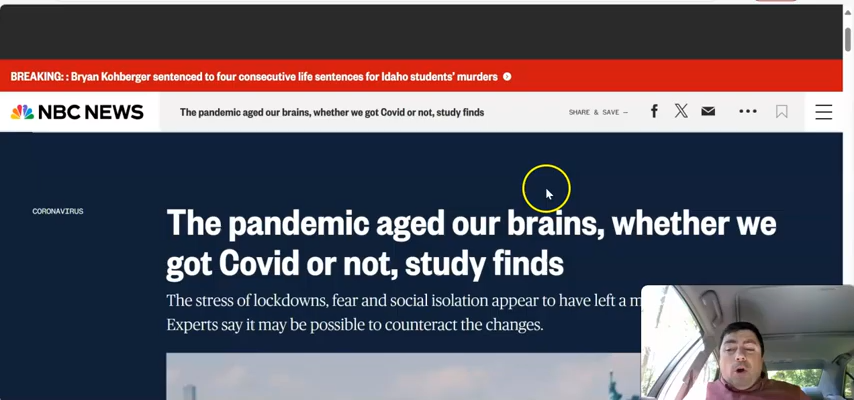 BREAKING: : Bryan Kohberger sentenced to four consecutive life sentences for Idaho students' murders
NBC NEWS
The pandemic aged our brains, whether we got Covid or not, study finds
SHARE & SAVE —
CORONAVIRUS
The pandemic aged our brains, whether we
got Covid or not, study finds
The stress of lockdowns, fear and social isolation appear to have left a
Experts say it may be possible to counteract the changes.